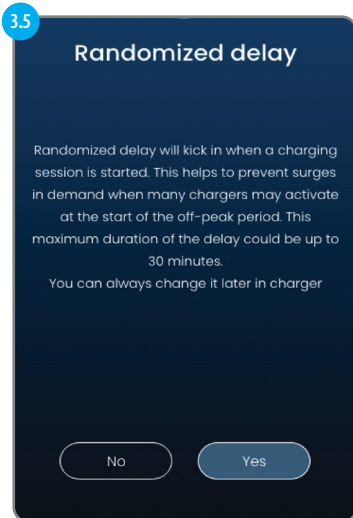 3.5
Randomized delay
Randomized delay will kick in when a charging
session is started. This helps to prevent surges
in demand when many chargers may activate
at the start of the off-peak period. This
maximum duration of the delay could be up to
30 minutes.
You can always change it later in charger
No
Yes